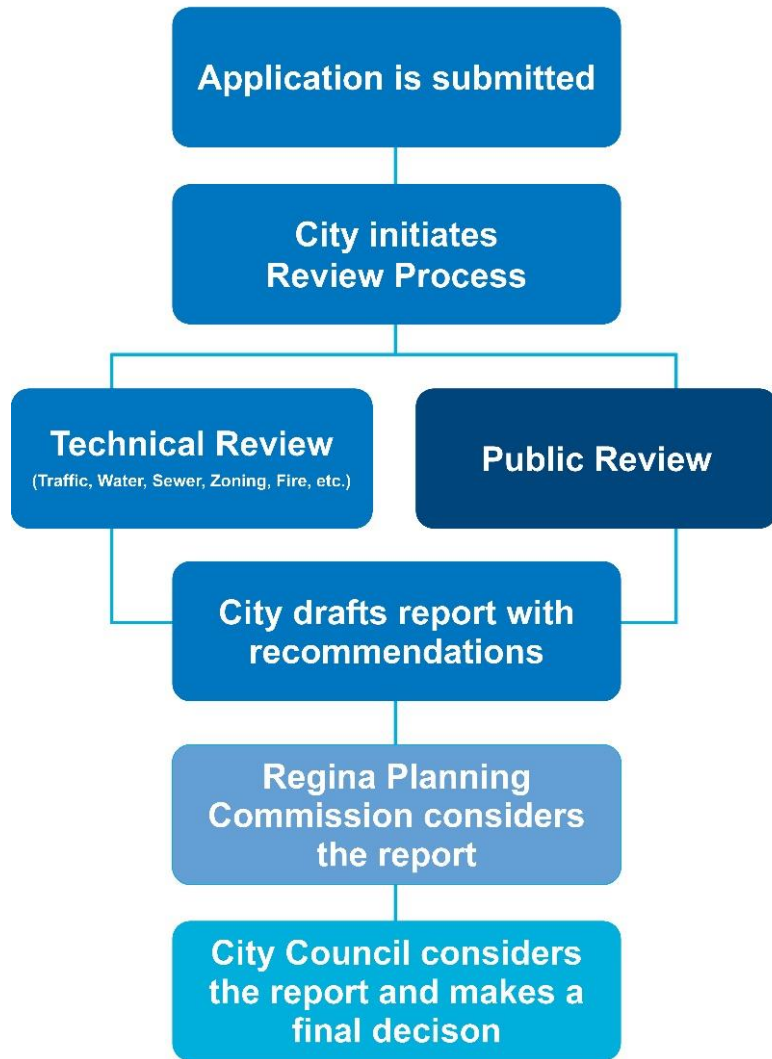 Application is submitted
City initiates
Review Process
Technical Review
(Traffic, Water, Sewer, Zoning, Fire, etc.)
Public Review
City drafts report with
recommendations
Regina Planning
Commission considers
the report
City Council considers
the report and makes a
final decison